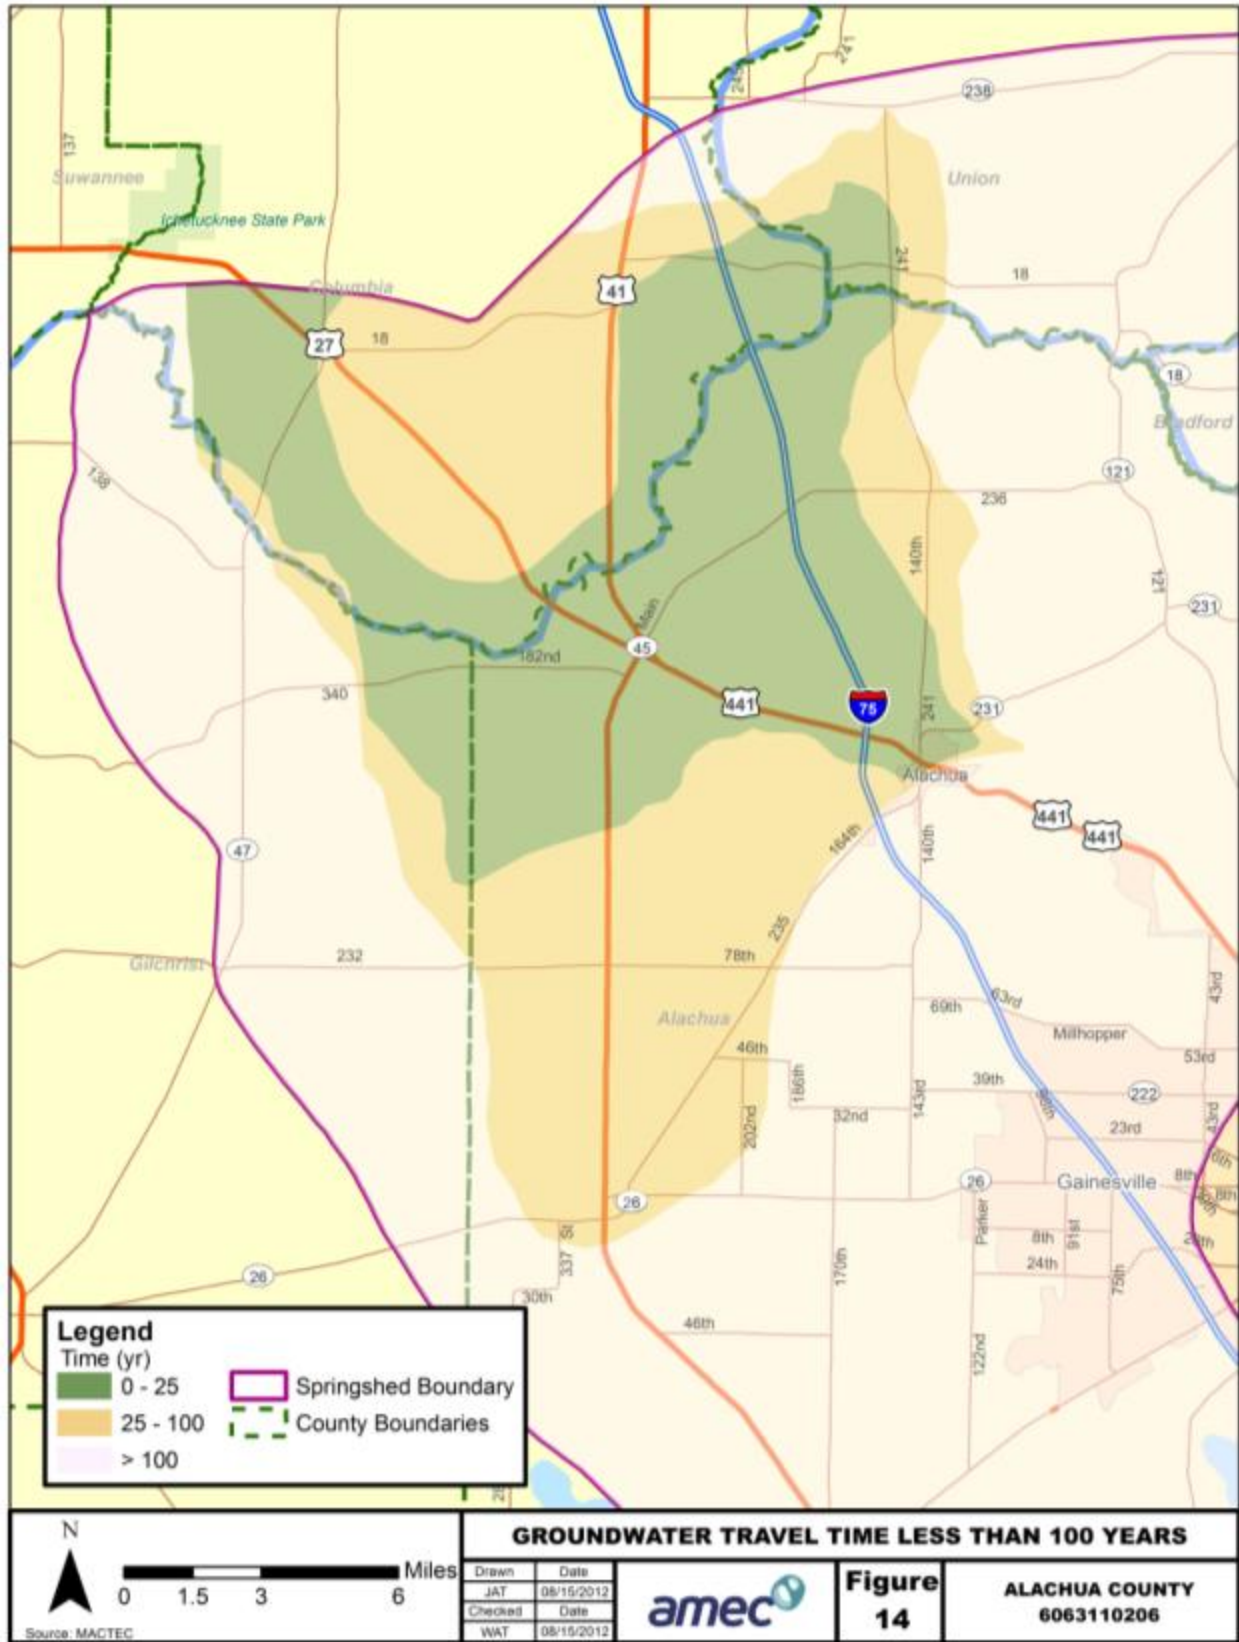 241
241
238
137
Suwannee
Union
Ichetucknee State Park
241
18
Columbia
41
18
27
18
Bradford
138
121
236
140th
121
231
Main
45
182nd
340
441
241
231
75
Alachua
441
441
164th
140th
47
235
232
78th
Gilchrist
43rd
69th
63rd
Alachua
Millhopper
46th
53rd
186th
39th
98th
222
202nd
32nd
143rd
43rd
23rd
6th
8th
8th
26
26
Gainesville
Parker
337 St
8th
91st
24th
75th
170th
26
30th
46th
122nd
Legend
Time (yr)
0 - 25
Springshed Boundary
25 - 100
County Boundaries
> 100
N
Miles
0 1.5 3 6
Source: MACTEC
GROUNDWATER TRAVEL TIME LESS THAN 100 YEARS
Drawn Date
JAT 08/15/2012
Checked Date
WAT 08/15/2012
amec
Figure
14
ALACHUA COUNTY
6063110206